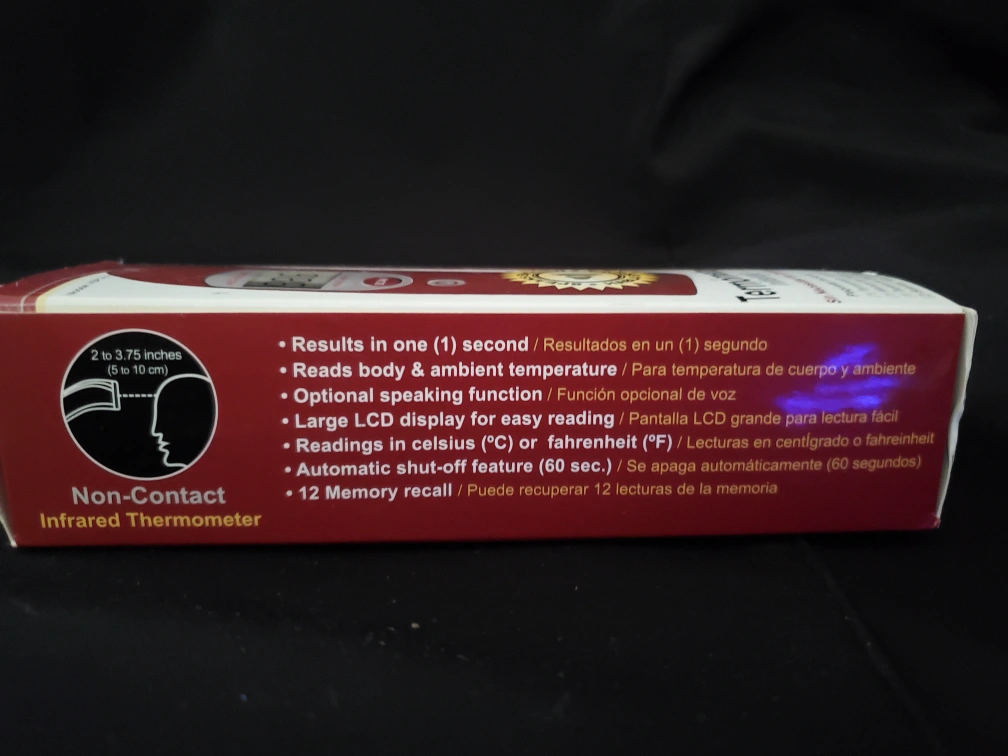 2 to 3.75 inches
(5 to 10 cm)
Non-Contact
Infrared Thermometer
• Results in one (1) second / Resultados en un (1) segundo
• Reads body & ambient temperature / Para temperatura de cuerpo y ambiente
• Optional speaking function / Función opcional de voz
• Large LCD display for easy reading / Pantalla LCD grande para lectura fácil
• Readings in celsius (ºC) or fahrenheit (ºF) / Lecturas en centígrado o fahreinheit
• Automatic shut-off feature (60 sec.) / Se apaga automáticamente (60 segundos)
• 12 Memory recall / Puede recuperar 12 lecturas de la memoria